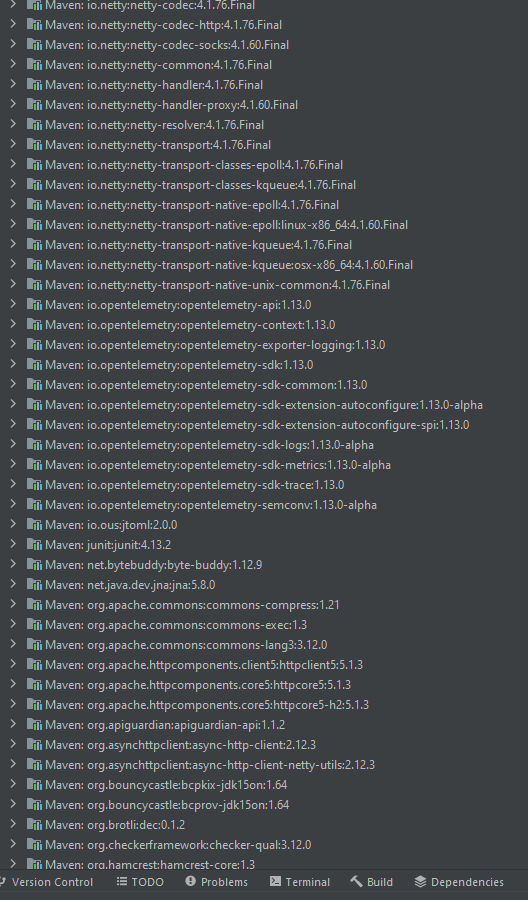 Maven: io.netty:netty-codec:4.1.76.Final
Maven: io.netty:netty-codec-http:4.1.76.Final
Maven: io.netty:netty-codec-socks:4.1.60.Final
Maven: io.netty:netty-common:4.1.76.Final
Maven: io.netty:netty-handler:4.1.76.Final
Maven: io.netty:netty-handler-proxy:4.1.60.Final
Maven: io.netty:netty-resolver:4.1.76.Final
Maven: io.netty:netty-transport:4.1.76.Final
Maven: io.netty:netty-transport-classes-epoll:4.1.76.Final
Maven: io.netty:netty-transport-classes-kqueue:4.1.76.Final
Maven: io.netty:netty-transport-native-epoll:4.1.76.Final
Maven: io.netty:netty-transport-native-epoll:linux-x86_64:4.1.60.Final
Maven: io.netty:netty-transport-native-kqueue:4.1.76.Final
Maven: io.netty:netty-transport-native-kqueue:osx-x86_64:4.1.60.Final
Maven: io.netty:netty-transport-native-unix-common:4.1.76.Final
Maven: io.opentelemetry:opentelemetry-api:1.13.0
Maven: io.opentelemetry:opentelemetry-context:1.13.0
Maven: io.opentelemetry:opentelemetry-exporter-logging:1.13.0
Maven: io.opentelemetry:opentelemetry-sdk:1.13.0
Maven: io.opentelemetry:opentelemetry-sdk-common:1.13.0
Maven: io.opentelemetry:opentelemetry-sdk-extension-autoconfigure:1.13.0-alpha
Maven: io.opentelemetry:opentelemetry-sdk-extension-autoconfigure-spi:1.13.0
Maven: io.opentelemetry:opentelemetry-sdk-logs:1.13.0-alpha
Maven: io.opentelemetry:opentelemetry-sdk-metrics:1.13.0-alpha
Maven: io.opentelemetry:opentelemetry-sdk-trace:1.13.0
Maven: io.opentelemetry:opentelemetry-semconv:1.13.0-alpha
Maven: io.ous:jtoml:2.0.0
Maven: junit:junit:4.13.2
Maven: net.bytebuddy:byte-buddy:1.12.9
Maven: net.java.dev.jna:jna:5.8.0
Maven: org.apache.commons:commons-compress:1.21
Maven: org.apache.commons:commons-exec:1.3
Maven: org.apache.commons:commons-lang3:3.12.0
Maven: org.apache.httpcomponents.client5:httpclient5:5.1.3
Maven: org.apache.httpcomponents.core5:httpcore5:5.1.3
Maven: org.apache.httpcomponents.core5:httpcore5-h2:5.1.3
Maven: org.apiguardian:apiguardian-api:1.1.2
Maven: org.asynchttpclient:async-http-client:2.12.3
Maven: org.asynchttpclient:async-http-client-netty-utils:2.12.3
Maven: org.bouncycastle:bcpkix-jdk15on:1.64
Maven: org.bouncycastle:bcprov-jdk15on:1.64
Maven: org.brotli:dec:0.1.2
Maven: org.checkerframework:checker-qual:3.12.0
Maven: org.hamcrest:hamcrest-core:1.3
Version Control TODO Problems Terminal Build Dependencies